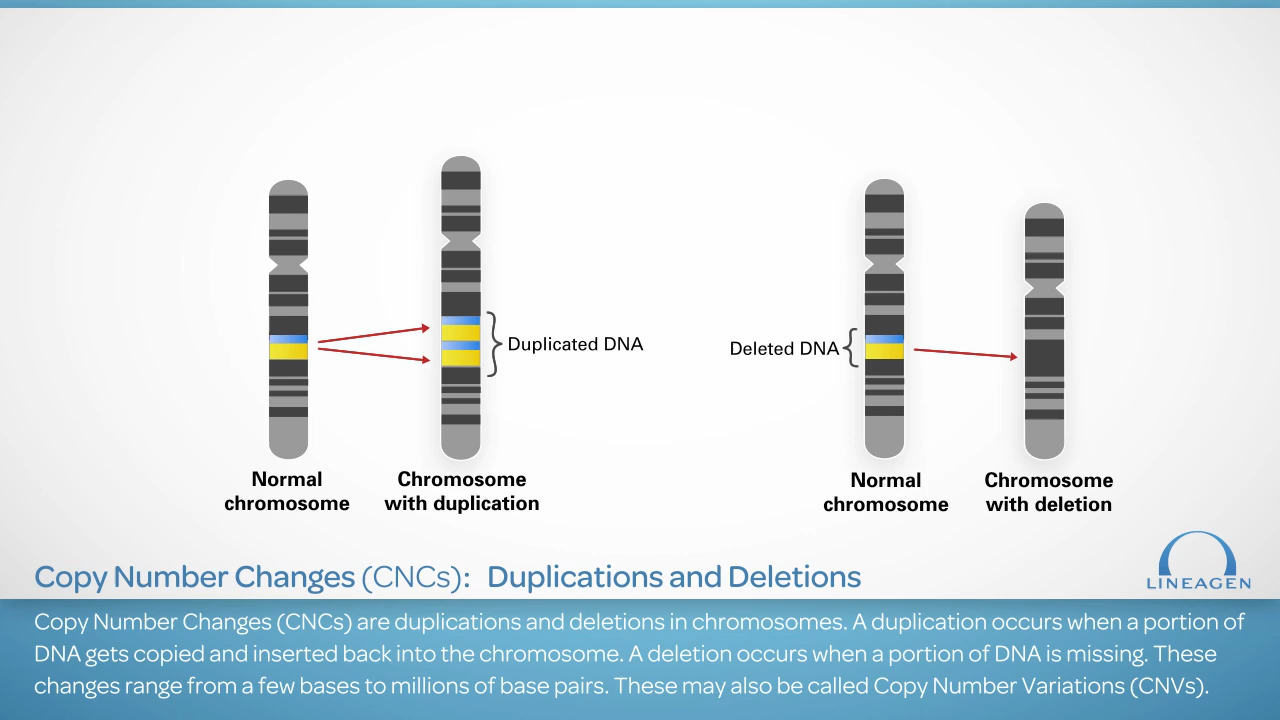 Duplicated DNA
Deleted DNA
Normal
chromosome
Chromosome
with duplication
Normal
chromosome
Chromosome
with deletion
Copy Number Changes (CNCs): Duplications and Deletions
LINEAGEN
Copy Number Changes (CNCs) are duplications and deletions in chromosomes. A duplication occurs when a portion of
DNA gets copied and inserted back into the chromosome. A deletion occurs when a portion of DNA is missing. These
changes range from a few bases to millions of base pairs. These may also be called Copy Number Variations (CNVs).